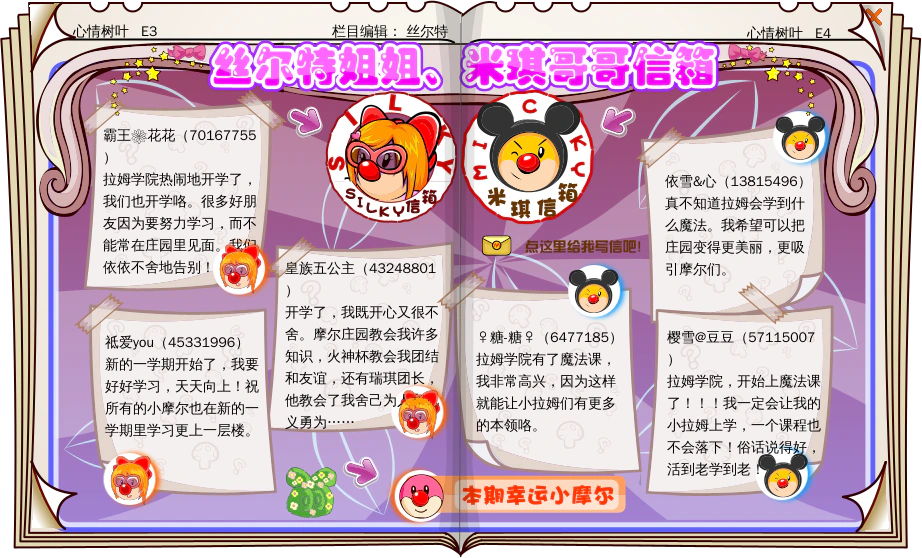 心情树叶 E3
栏目编辑： 丝尔特
心情树叶 E4
丝尔特姐姐、米琪哥哥信箱
霸王❀花花（70167755
）
拉姆学院热闹地开学了，
我们也开学咯。很多好朋
友因为要努力学习，而不
能常在庄园里见面。我们
依依不舍地告别！
祗爱you（45331996）
新的一学期开始了，我要
好好学习，天天向上！祝
所有的小摩尔也在新的一
学期里学习更上一层楼。
SILKY
SILKY信箱
皇族五公主（43248801
）
开学了，我既开心又很不
舍。摩尔庄园教会我许多
知识，火神杯教会我团结
和友谊，还有瑞琪团长，
他教会了我舍己为
义勇为……
MICKY
米琪信箱
点这里给我写信吧!
♀糖-糖♀（6477185）
拉姆学院有了魔法课，
我非常高兴，因为这样
就能让小拉姆们有更多
的本领咯。
依雪&心（13815496）
真不知道拉姆会学到什
么魔法。我希望可以把
庄园变得更美丽，更吸
引摩尔们。
樱雪@豆豆（57115007
）
拉姆学院，开始上魔法课
了！！！我一定会让我的
小拉姆上学，一个课程也
不会落下！俗话说得好，
活到老学到老！
本期幸运小摩尔